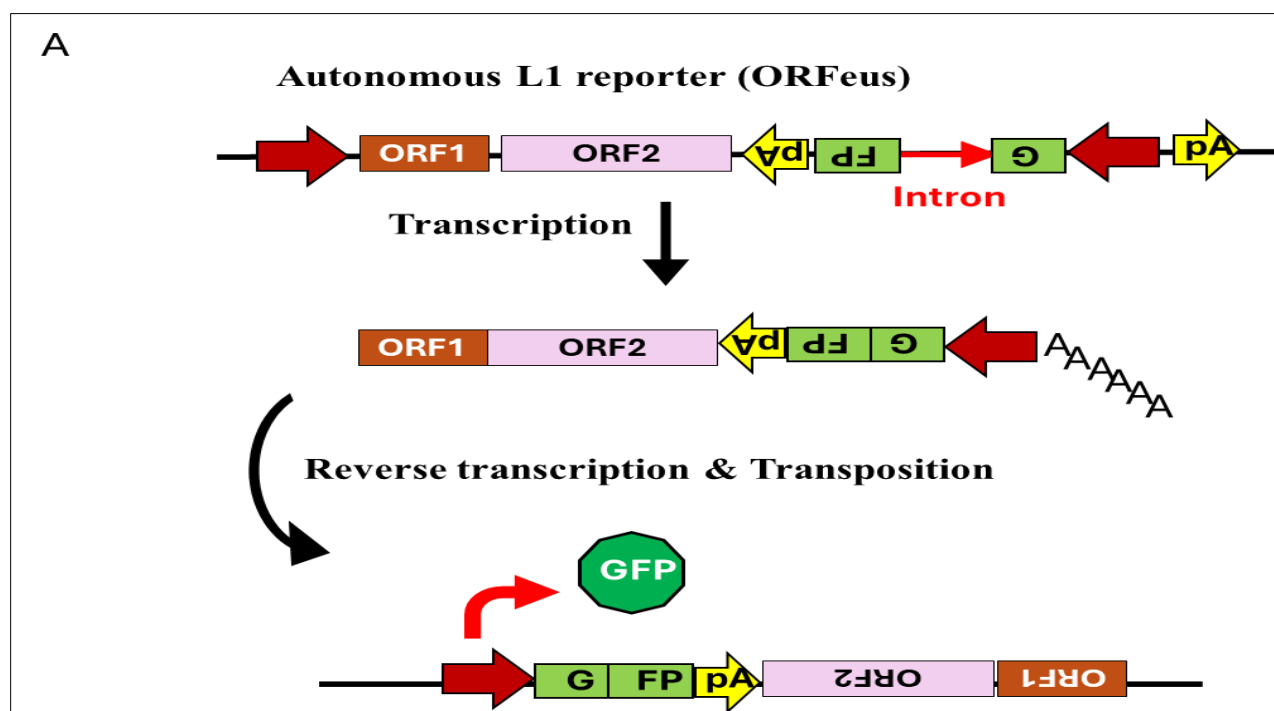 A
Autonomous L1 reporter (ORFeus)
ORF1 ORF2 pA FP G pA
Intron
Transcription
ORF1 ORF2 pA FP G AAAAAA
Reverse transcription & Transposition
GFP
G FP pA ORF2 ORF1